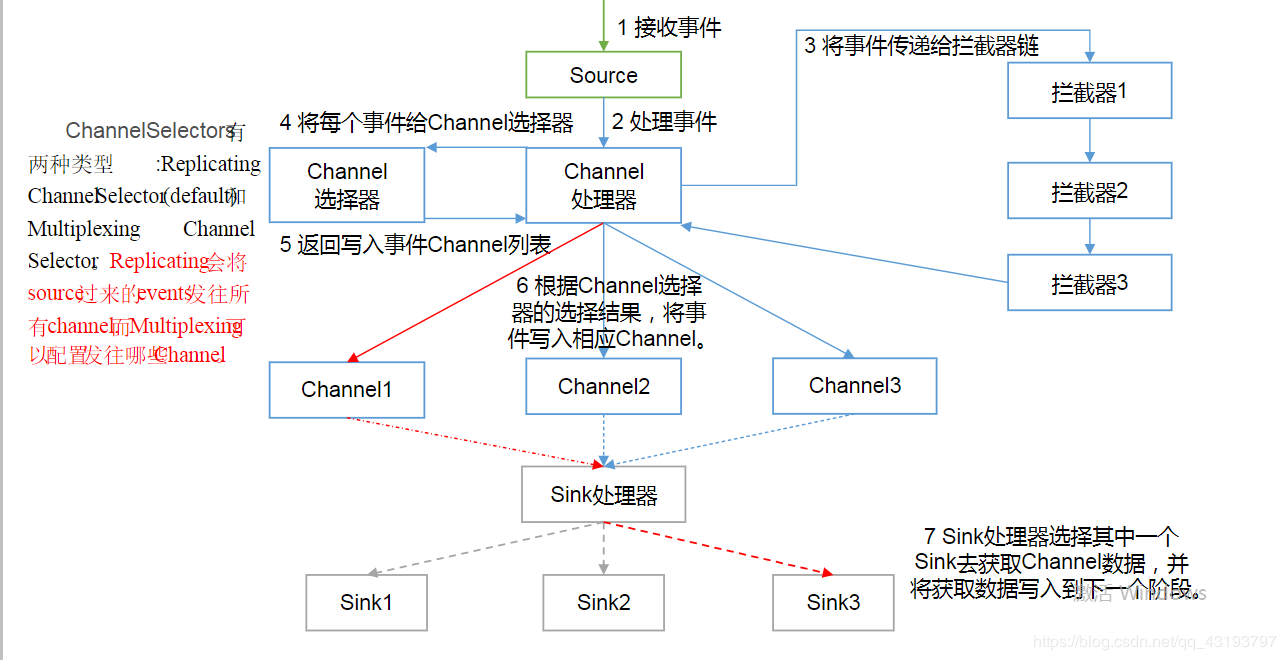 1 接收事件
3 将事件传递给拦截器链
Source
拦截器1
4 将每个事件给Channel选择器
2 处理事件
ChannelSelectors有
两种类型 :Replicating
ChannelSelector(default)和
Multiplexing Channel
Selector。Replicating会将
source过来的events发往所
有channel,而Multiplexing可
以配置发往哪些Channel。
Channel
选择器
Channel
处理器
拦截器2
5 返回写入事件Channel列表
拦截器3
6 根据Channel选择
器的选择结果，将事
件写入相应Channel。
Channel1
Channel2
Channel3
Sink处理器
7 Sink处理器选择其中一个
Sink去获取Channel数据，并
将获取数据写入到下一个阶段。
激活 Windows
Sink1
Sink2
Sink3
https://blog.csdn.net/qq_43193797